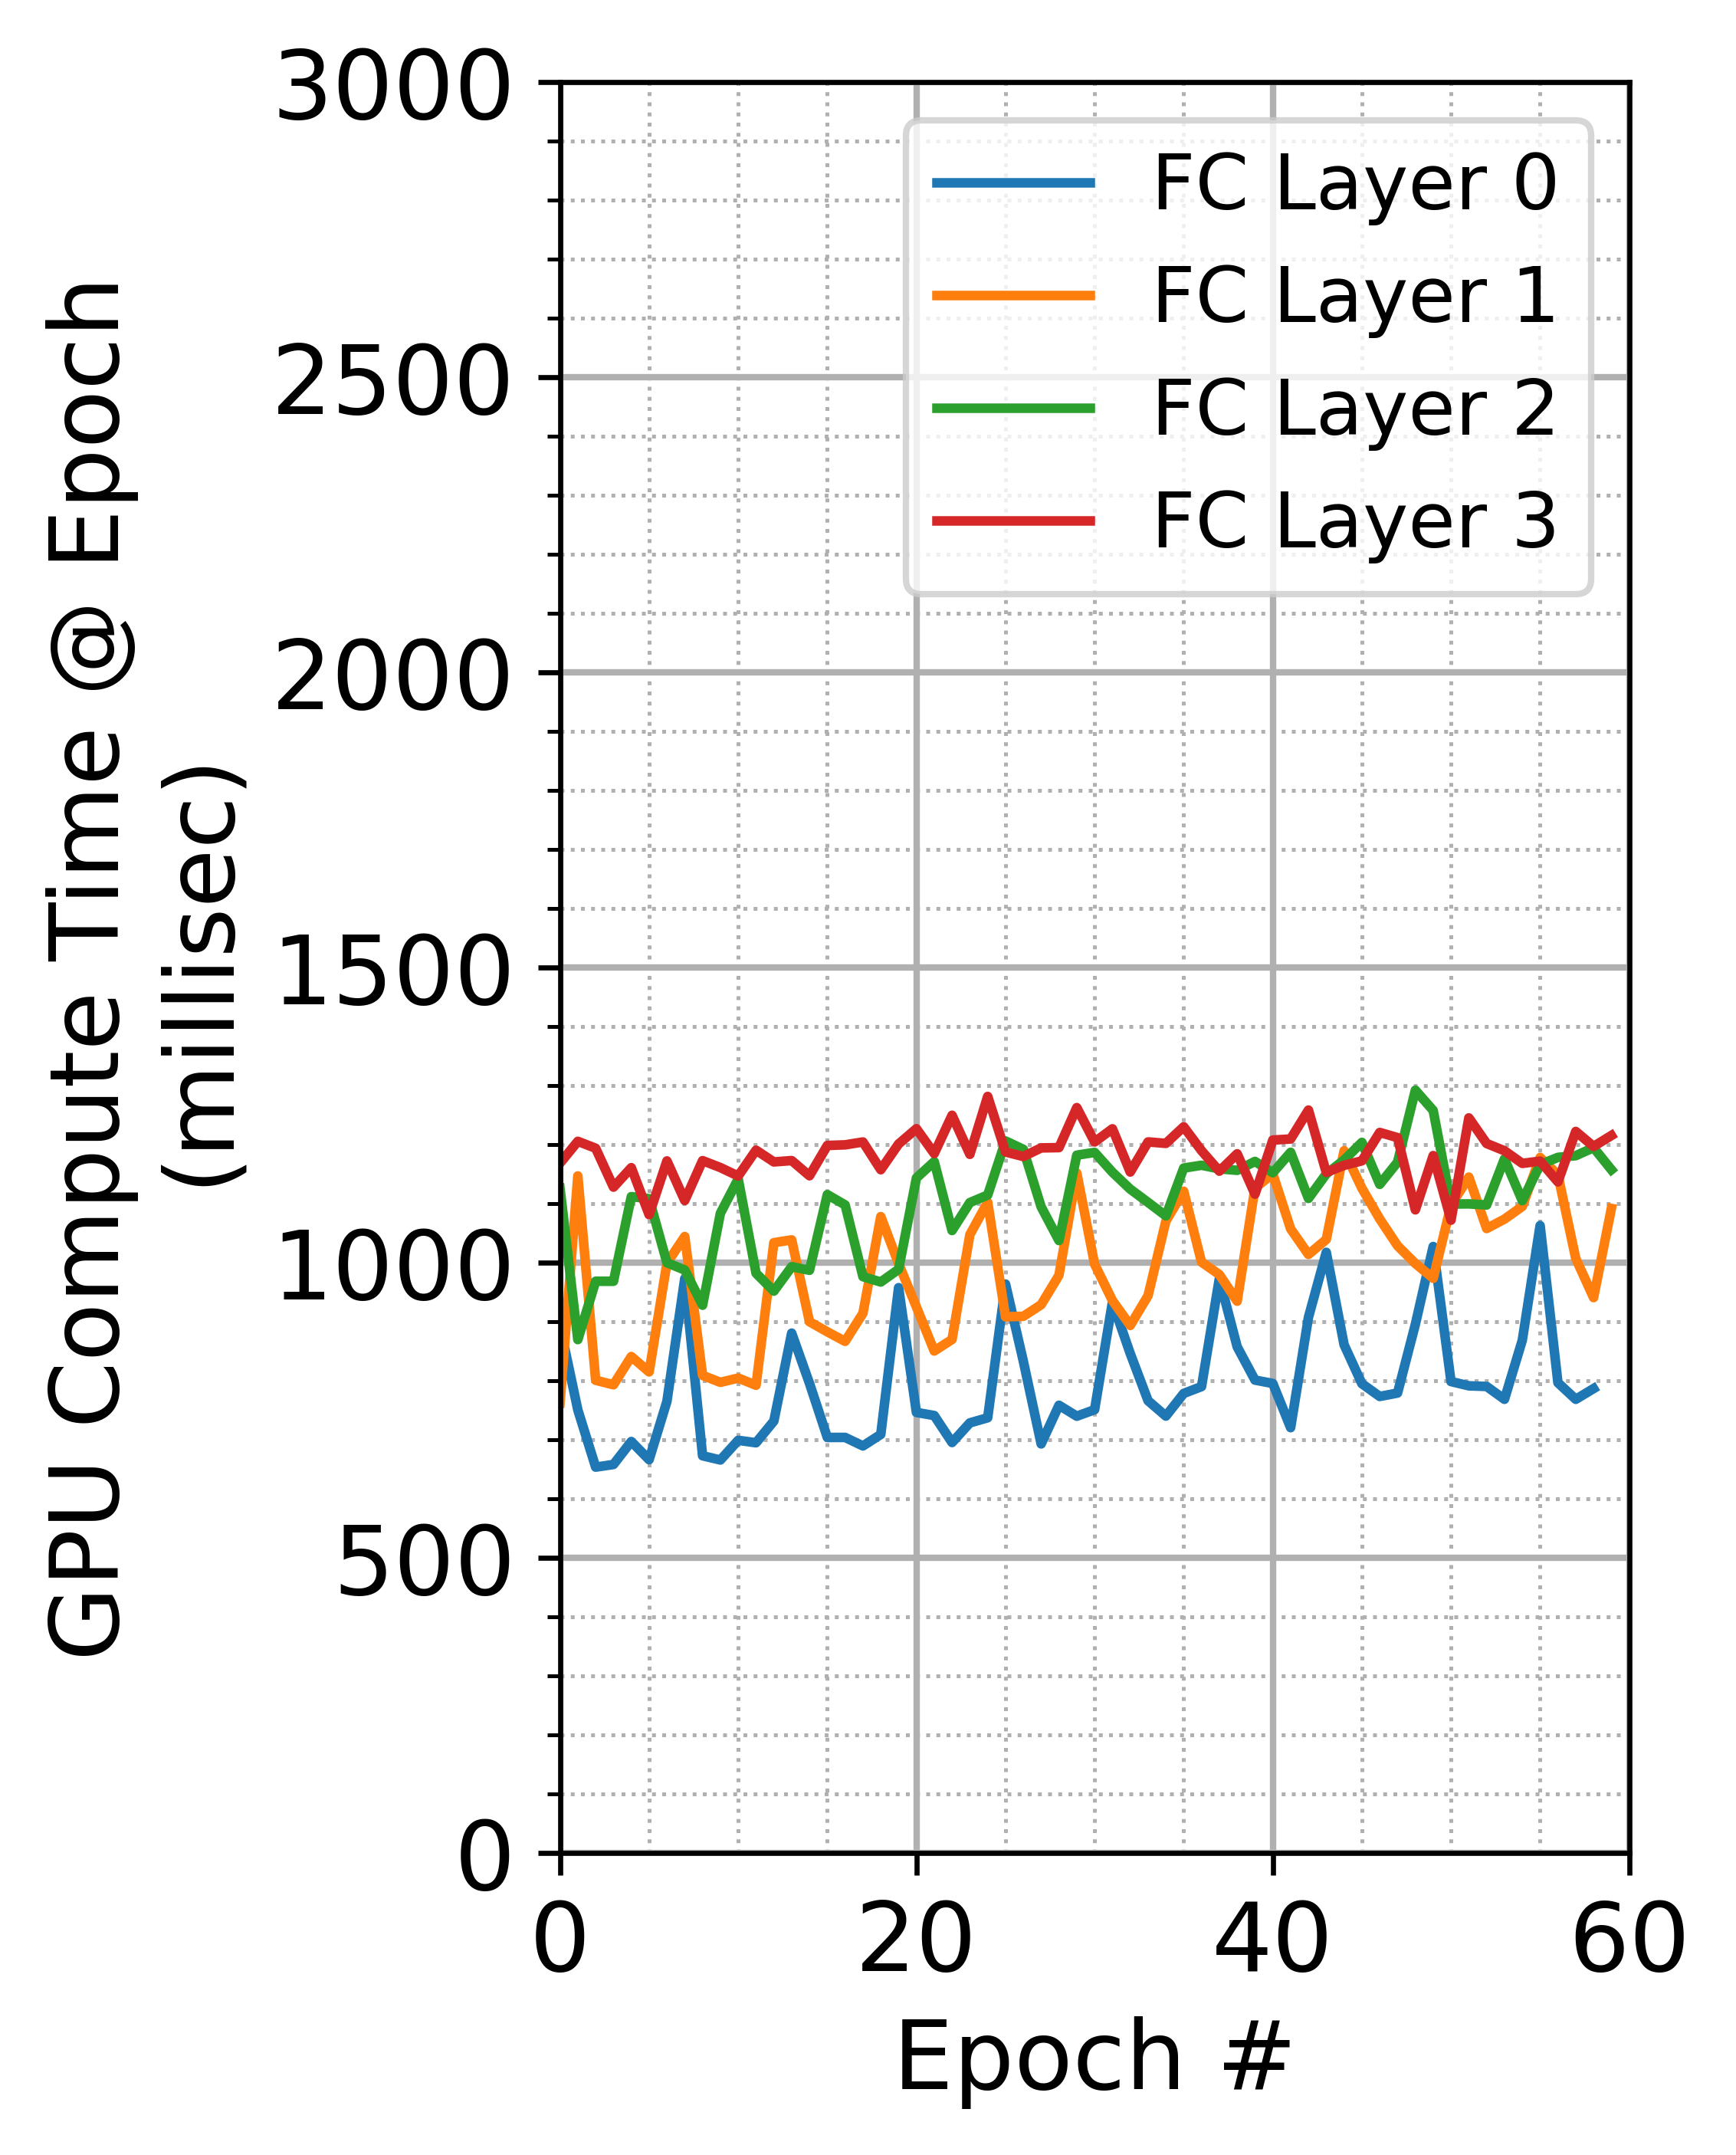 GPU Compute Time @ Epoch
(millisec)
3000
2500
2000
1500
1000
500
0
FC Layer 0
FC Layer 1
FC Layer 2
FC Layer 3
0 20 40 60
Epoch #